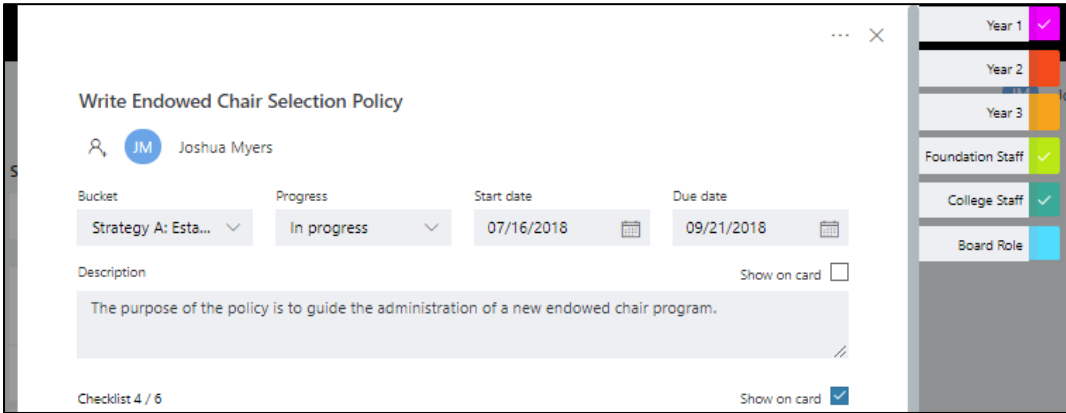 Write Endowed Chair Selection Policy
JM Joshua Myers
Bucket Progress Start date Due date
Strategy A: Esta... In progress 07/16/2018 09/21/2018
Description Show on card
The purpose of the policy is to guide the administration of a new endowed chair program.
Checklist 4 / 6 Show on card
Year 1
Year 2
Year 3
Foundation Staff
College Staff
Board Role